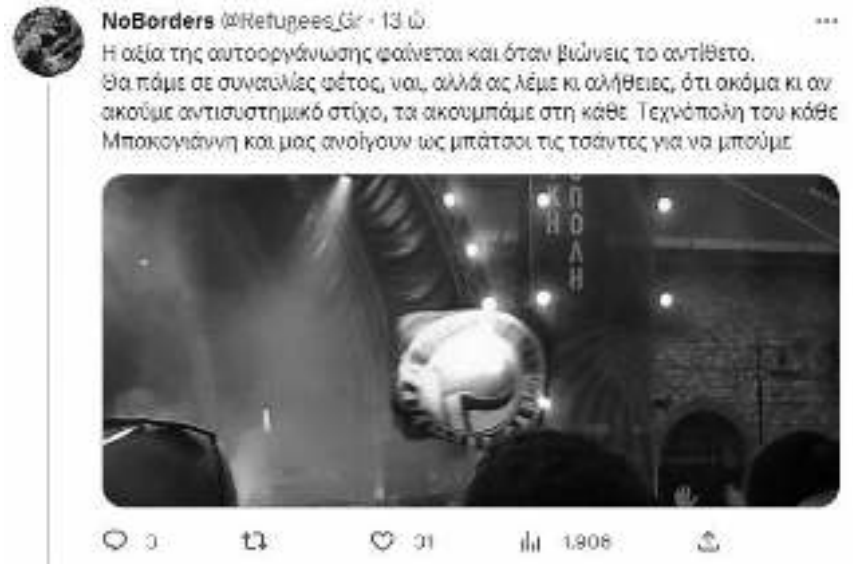 NoBorders @Refugees_Gr · 13 ώ
Η αξία της αυτοοργάνωσης φαίνεται και όταν βιώνεις το αντίθετο.
Θα πάμε σε συναυλίες φέτος, ναι, αλλά ας λέμε κι αλήθειες, ότι ακόμα κι αν
ακούμε αντισυστημικό στίχο, τα ακουμπάμε στη κάθε Τεχνόπολη του κάθε
Μπακογιάννη και μας ανοίγουν ως μπάτσοι τις τσάντες για να μπούμε
3
31
1.908